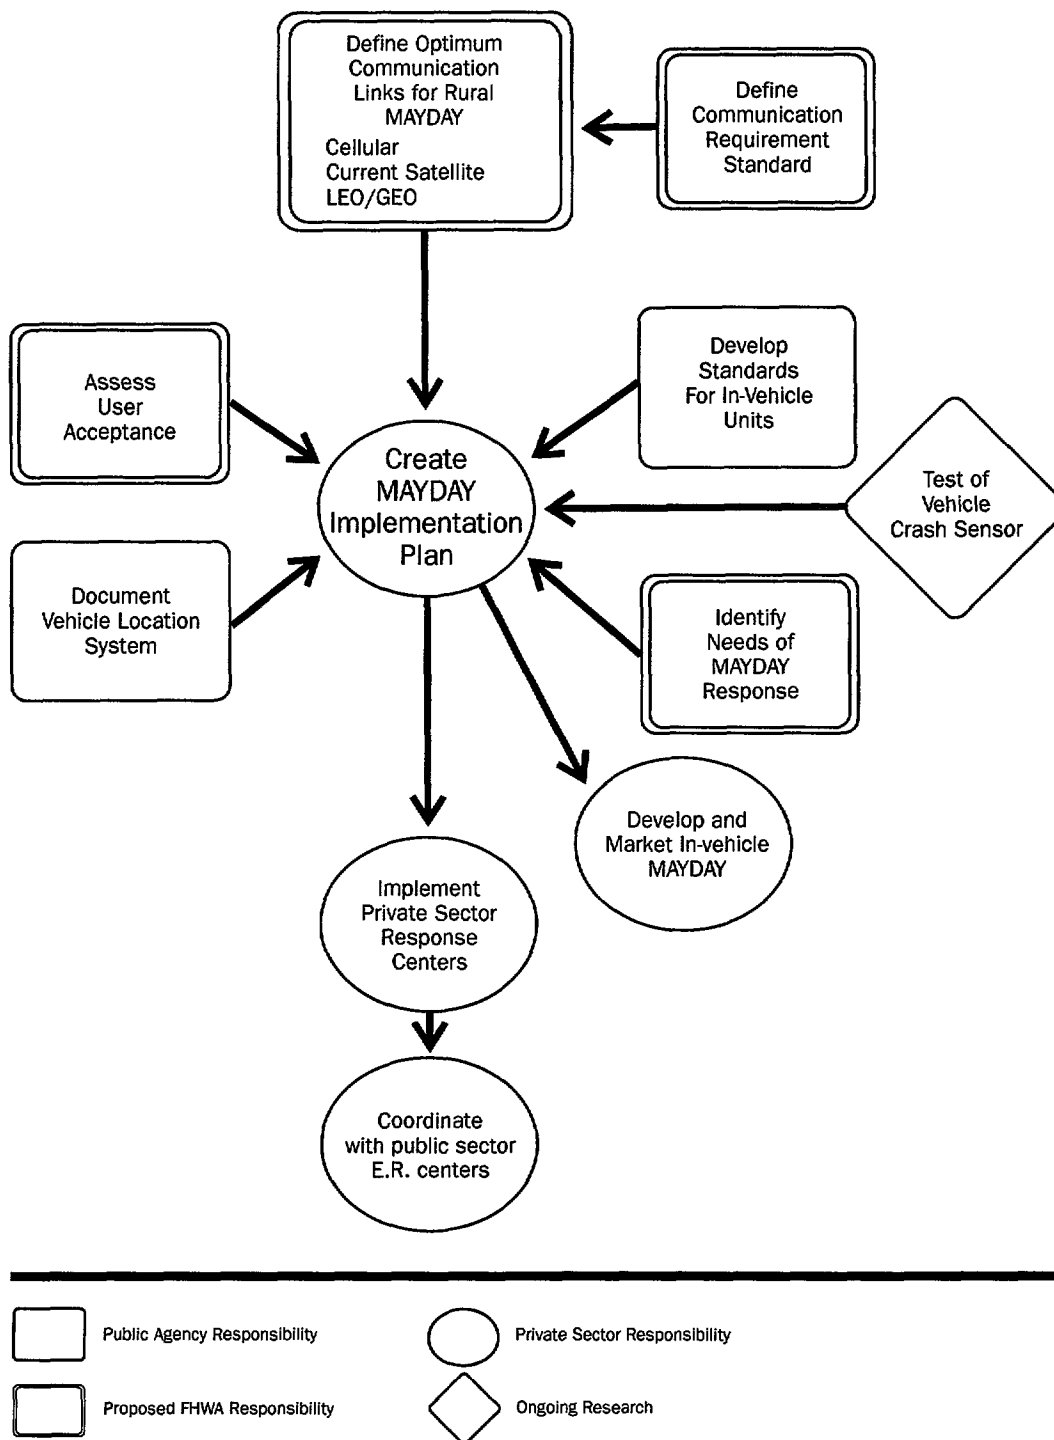 Define Optimum
Communication
Links for Rural
MAYDAY
Cellular
Current Satellite
LEO/GEO
Define
Communication
Requirement
Standard
Assess
User
Acceptance
Develop
Standards
For In-Vehicle
Units
Create
MAYDAY
Implementation
Plan
Test of
Vehicle
Crash Sensor
Document
Vehicle Location
System
Identify
Needs of
MAYDAY
Response
Develop and
Market In-vehicle
MAYDAY
Implement
Private Sector
Response
Centers
Coordinate
with public sector
E.R. centers
Public Agency Responsibility
Private Sector Responsibility
Proposed FHWA Responsibility
Ongoing Research